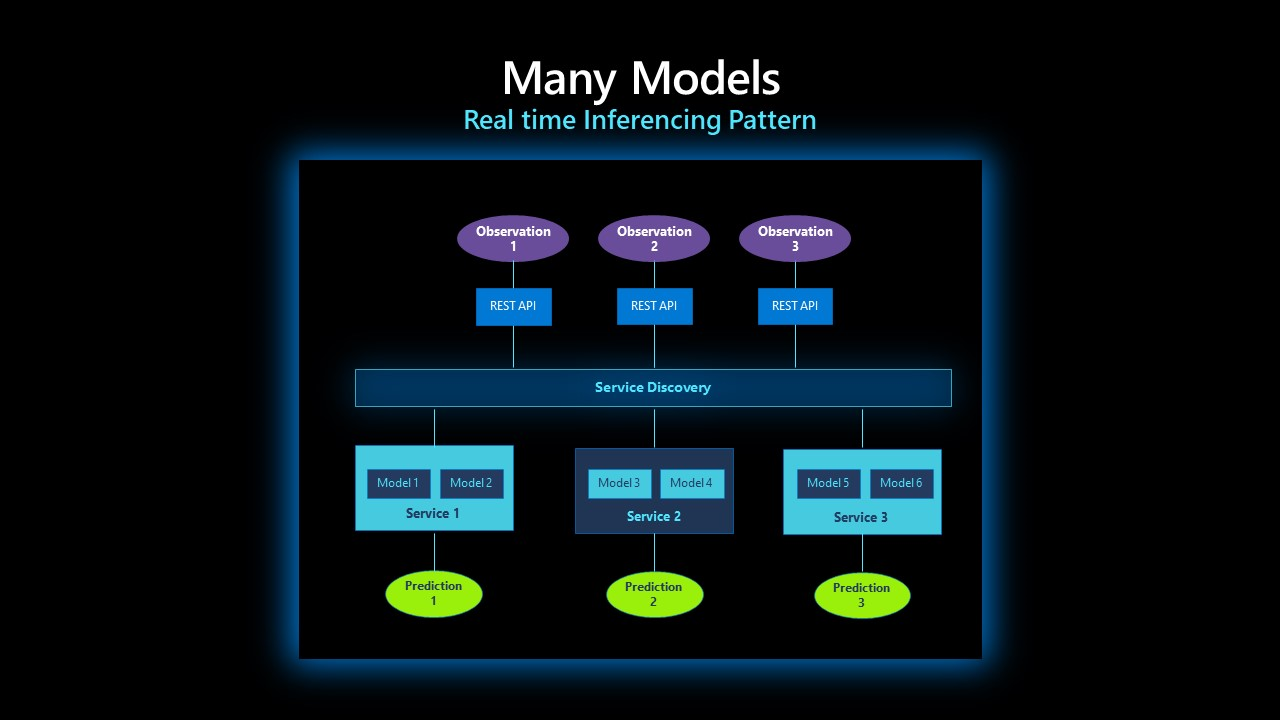 Many Models
Real time Inferencing Pattern
Observation
1
Observation
2
Observation
3
REST API
REST API
REST API
Service Discovery
Model 1
Model 2
Service 1
Model 3
Model 4
Service 2
Model 5
Model 6
Service 3
Prediction
1
Prediction
2
Prediction
3